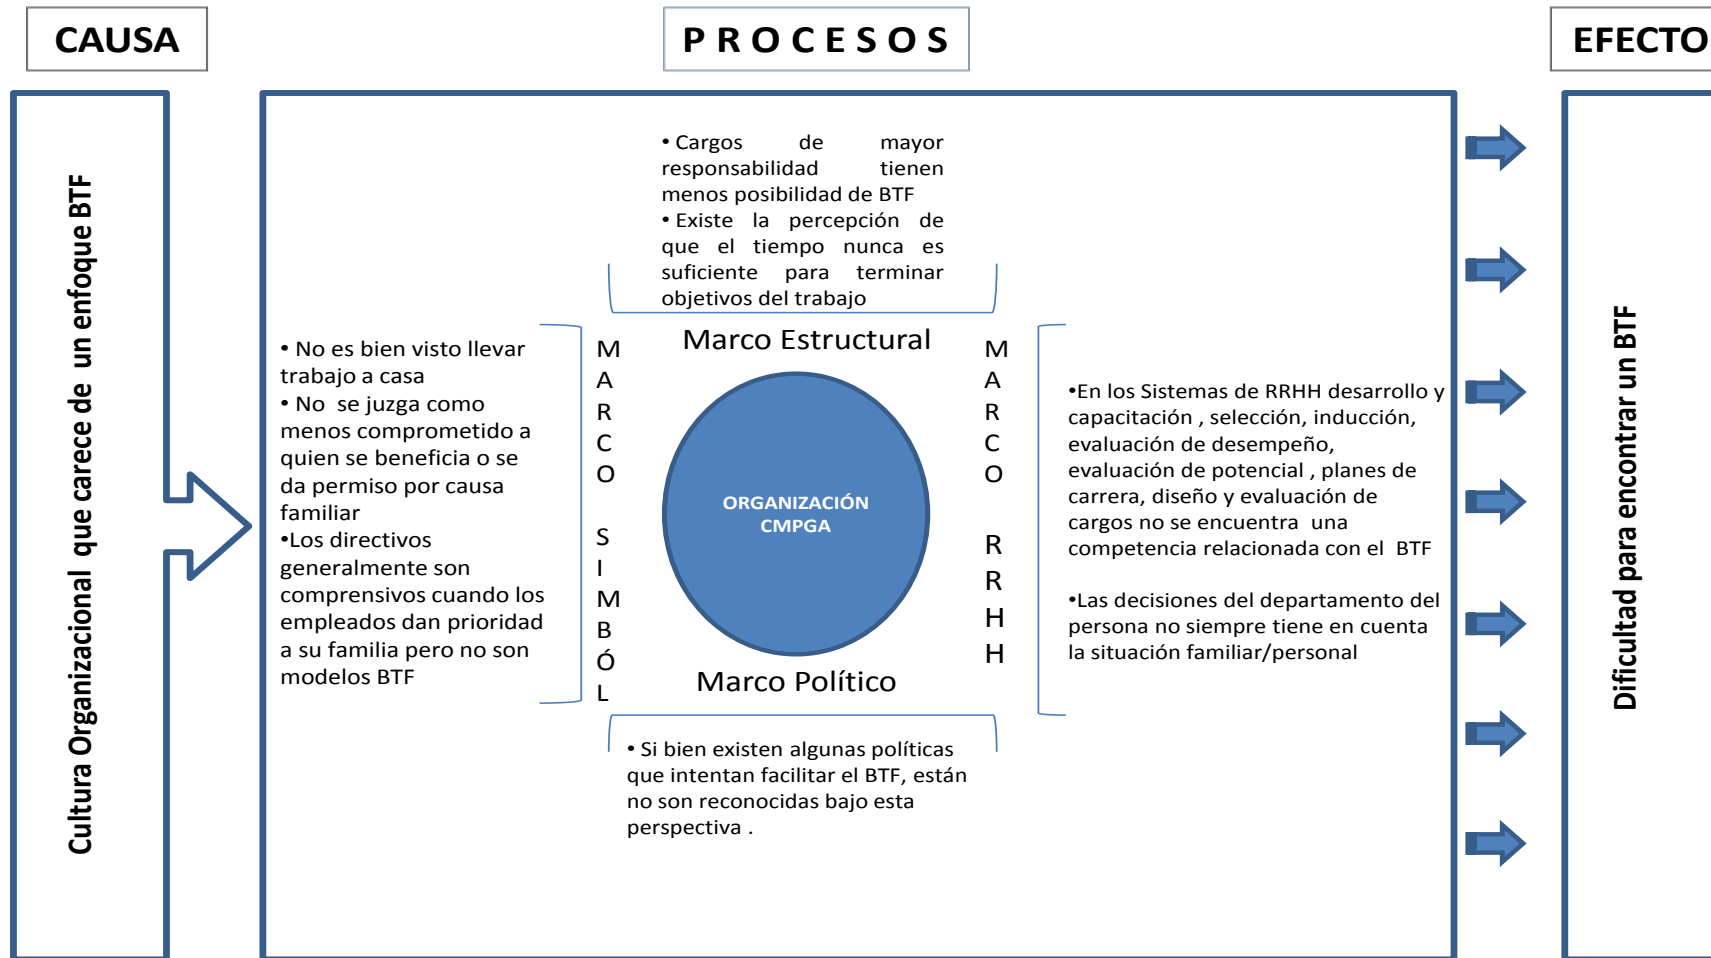 CAUSA
P R O C E S O S
EFECTO
Cultura Organizacional que carece de un enfoque BTF
• Cargos de mayor
responsabilidad tienen
menos posibilidad de BTF
• Existe la percepción de
que el tiempo nunca es
suficiente para terminar
objetivos del trabajo
Marco Estructural
• No es bien visto llevar
trabajo a casa
• No se juzga como
menos comprometido a
quien se beneficia o se
da permiso por causa
familiar
•Los directivos
generalmente son
comprensivos cuando los
empleados dan prioridad
a su familia pero no son
modelos BTF
M
A
R
C
O
S
I
M
B
Ó
L
ORGANIZACIÓN
CMPGA
M
A
R
C
O
R
R
H
H
•En los Sistemas de RRHH desarrollo y
capacitación , selección, inducción,
evaluación de desempeño,
evaluación de potencial , planes de
carrera, diseño y evaluación de
cargos no se encuentra una
competencia relacionada con el BTF
•Las decisiones del departamento del
persona no siempre tiene en cuenta
la situación familiar/personal
Marco Político
• Si bien existen algunas políticas
que intentan facilitar el BTF, están
no son reconocidas bajo esta
perspectiva .
Dificultad para encontrar un BTF